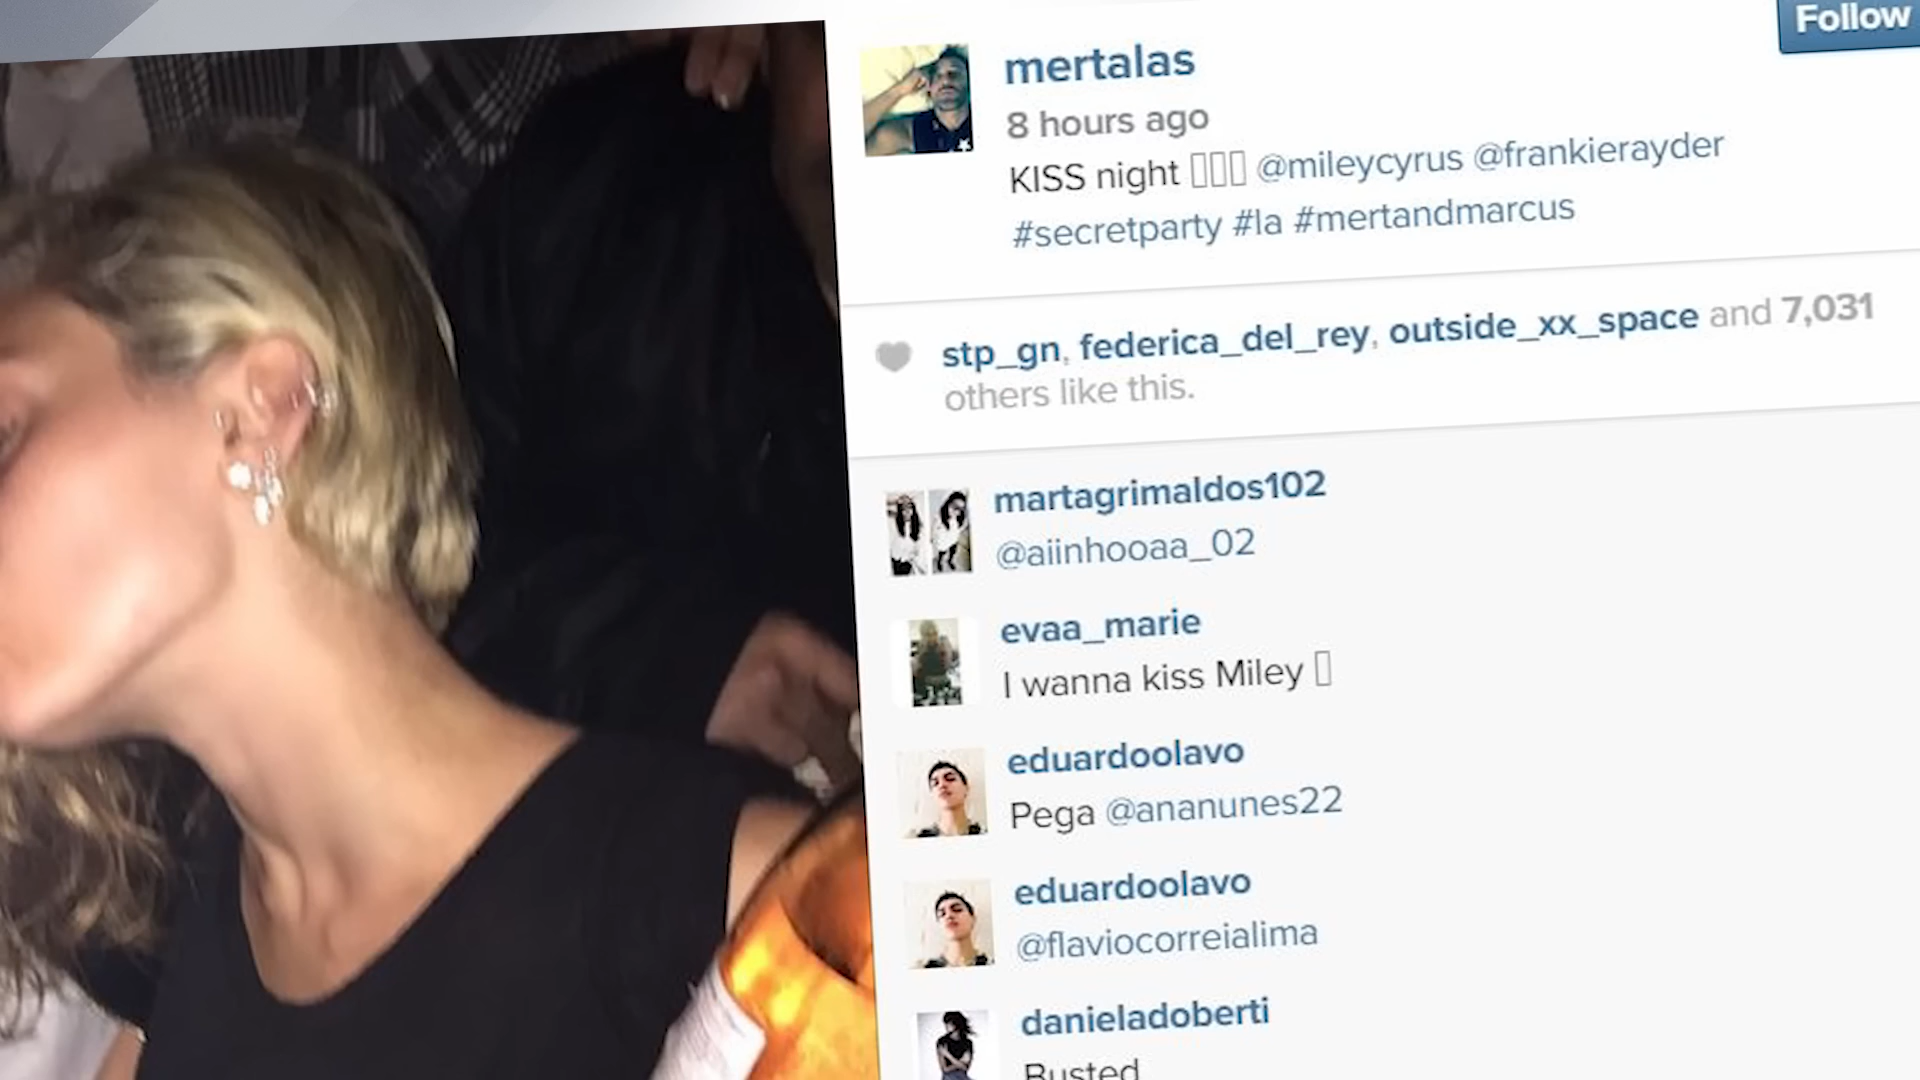 Follow
mertalas
8 hours ago
KISS night @mileycyrus @frankierayder
#secretparty #la #mertandmarcus
stp_gn, federica_del_rey, outside_xx_space and 7,031
others like this.
martagrimaldos102
@aiinhooaa_02
evaa_marie
I wanna kiss Miley
eduardoolavo
Pega @ananunes22
eduardoolavo
@flaviocorreialima
danieladoberti
Busted